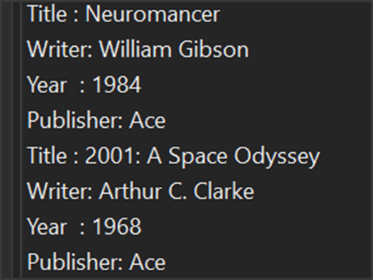 Title : Neuromancer
Writer: William Gibson
Year  : 1984
Publisher: Ace
Title : 2001: A Space Odyssey
Writer: Arthur C. Clarke
Year  : 1968
Publisher: Ace